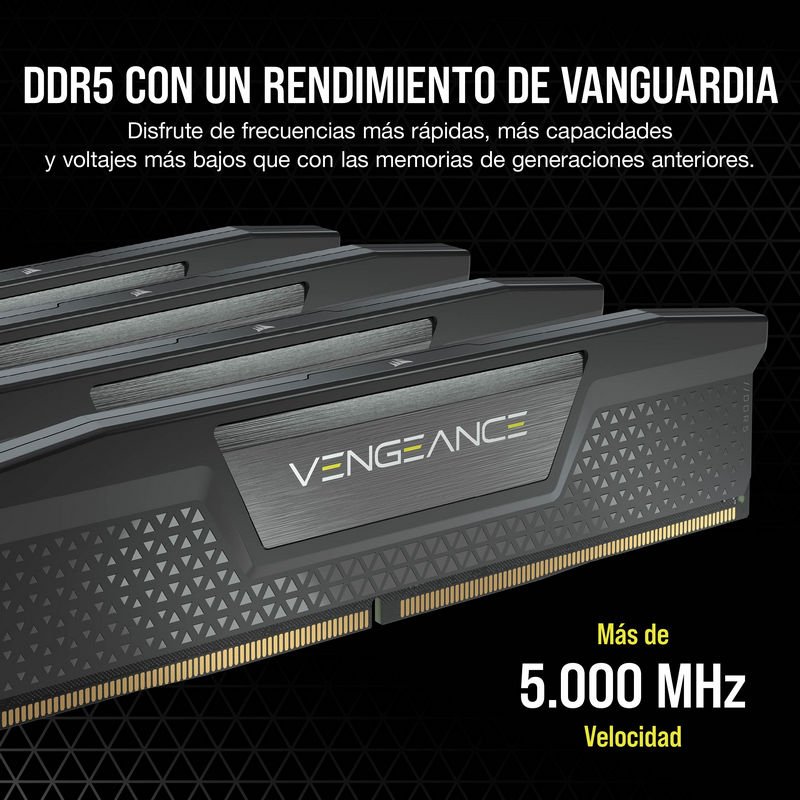 DDR5 CON UN RENDIMIENTO DE VANGUARDIA
Disfrute de frecuencias más rápidas, más capacidades
y voltajes más bajos que con las memorias de generaciones anteriores.
VENGEANCE
//DDR5
Más de
5.000 MHz
Velocidad